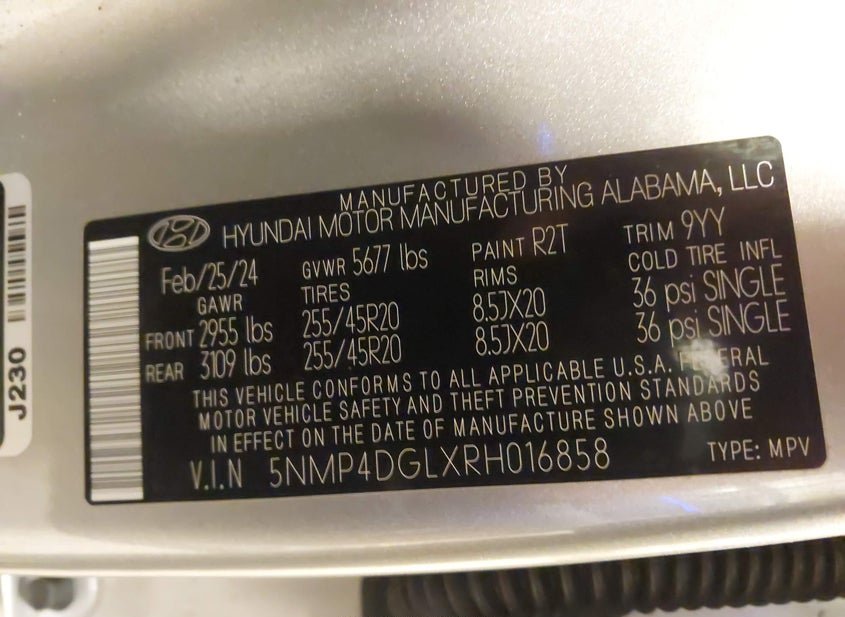 MANUFACTURED BY
HYUNDAI MOTOR MANUFACTURING ALABAMA, LLC
Feb/25/24 GVWR 5677 lbs PAINT R2T TRIM 9YY
GAWR TIRES RIMS COLD TIRE INFL
FRONT 2955 lbs 255/45R20 8.5JX20 36 psi SINGLE
REAR 3109 lbs 255/45R20 8.5JX20 36 psi SINGLE
THIS VEHICLE CONFORMS TO ALL APPLICABLE U.S.A. FEDERAL
MOTOR VEHICLE SAFETY AND THEFT PREVENTION STANDARDS
IN EFFECT ON THE DATE OF MANUFACTURE SHOWN ABOVE
V.I.N 5NMP4DGLXRH016858 TYPE: MPV
J230